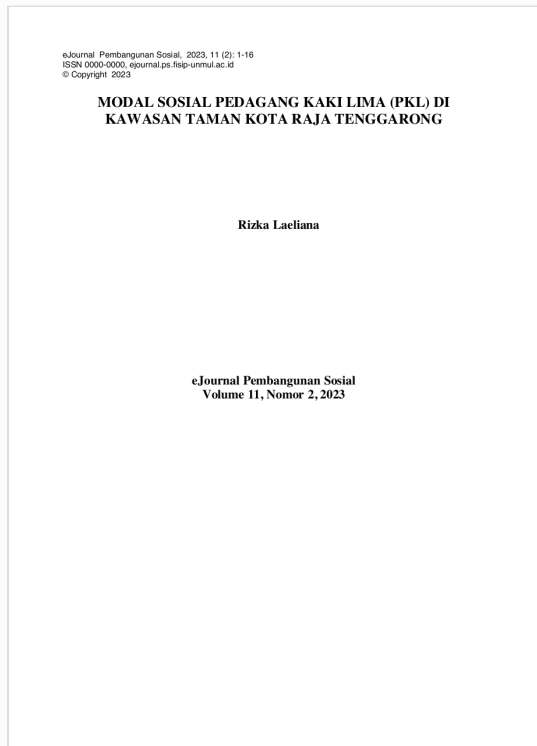 eJournal Pembangunan Sosial, 2023, 11 (2): 1-16
ISSN 0000-0000, ejournal.ps.fisip-unmul.ac.id
© Copyright 2023
MODAL SOSIAL PEDAGANG KAKI LIMA (PKL) DI
KAWASAN TAMAN KOTA RAJA TENGGARONG
Rizka Laeliana
eJournal Pembangunan Sosial
Volume 11, Nomor 2, 2023